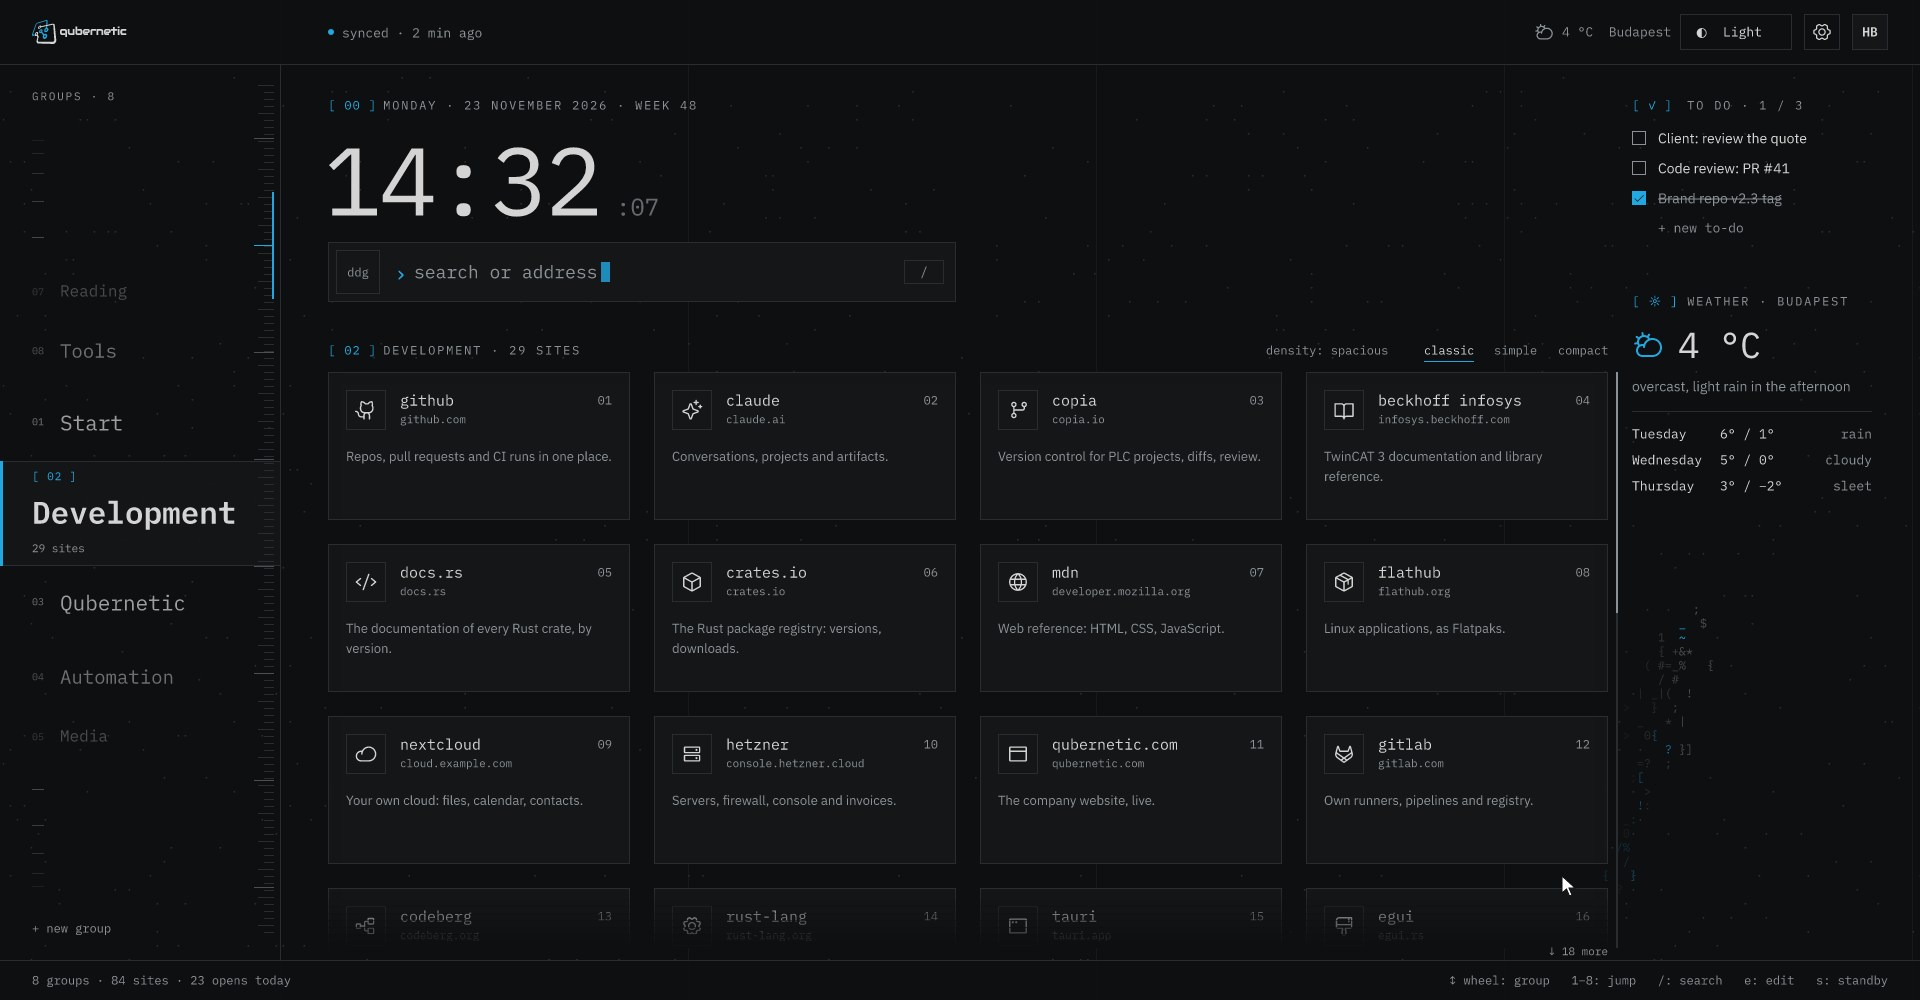 qubernetic
synced · 2 min ago
4 °C Budapest
Light
HB
GROUPS · 8
07 Reading
08 Tools
01 Start
[ 02 ]
Development
29 sites
03 Qubernetic
04 Automation
05 Media
+ new group
[ 00 ] MONDAY · 23 NOVEMBER 2026 · WEEK 48
14:32 :07
ddg › search or address /
[ 02 ] DEVELOPMENT · 29 SITES
density: spacious classic simple compact
github 01
github.com
Repos, pull requests and CI runs in one place.
claude 02
claude.ai
Conversations, projects and artifacts.
copia 03
copia.io
Version control for PLC projects, diffs, review.
beckhoff infosys 04
infosys.beckhoff.com
TwinCAT 3 documentation and library
reference.
docs.rs 05
docs.rs
The documentation of every Rust crate, by
version.
crates.io 06
crates.io
The Rust package registry: versions,
downloads.
mdn 07
developer.mozilla.org
Web reference: HTML, CSS, JavaScript.
flathub 08
flathub.org
Linux applications, as Flatpaks.
nextcloud 09
cloud.example.com
Your own cloud: files, calendar, contacts.
hetzner 10
console.hetzner.cloud
Servers, firewall, console and invoices.
qubernetic.com 11
qubernetic.com
The company website, live.
gitlab 12
gitlab.com
Own runners, pipelines and registry.
codeberg 13
codeberg.org
rust-lang 14
rust-lang.org
tauri 15
tauri.app
egui 16
egui.rs
↓ 18 more
[ √ ] TO DO · 1 / 3
Client: review the quote
Code review: PR #41
Brand repo v2.3 tag
+ new to-do
[ ☼ ] WEATHER · BUDAPEST
4 °C
overcast, light rain in the afternoon
Tuesday 6° / 1° rain
Wednesday 5° / 0° cloudy
Thursday 3° / −2° sleet
8 groups · 84 sites · 23 opens today
↕ wheel: group 1–8: jump /: search e: edit s: standby